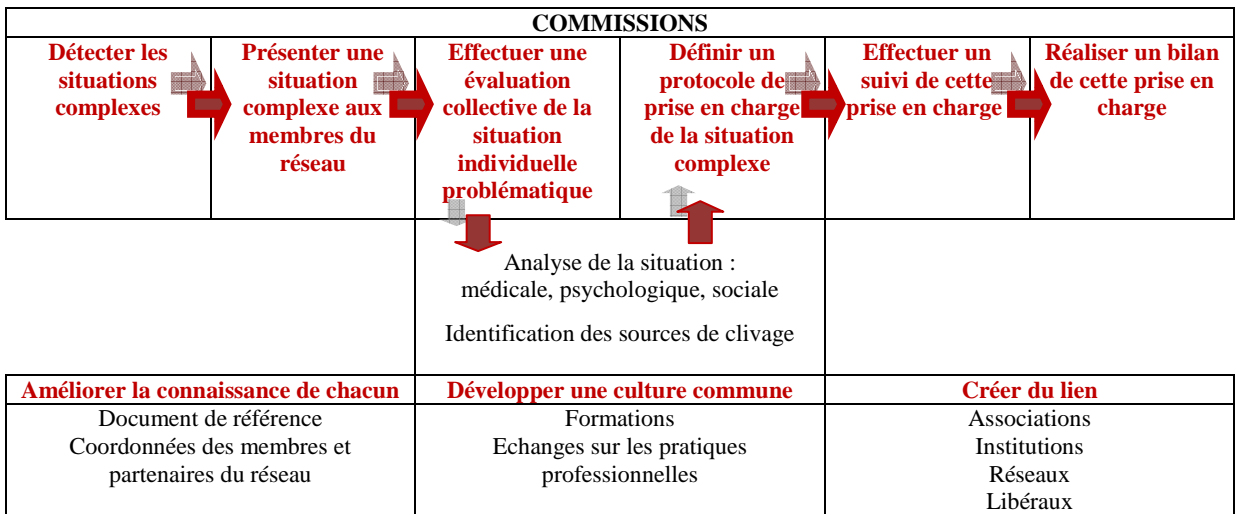 COMMISSIONS
Détecter les
situations
complexes
Présenter une
situation
complexe aux
membres du
réseau
Effectuer une
évaluation
collective de la
situation
individuelle
problématique
Définir un
protocole de
prise en charge
de la situation
complexe
Effectuer un
suivi de cette
prise en charge
Réaliser un bilan
de cette prise en
charge
Analyse de la situation :
médicale, psychologique, sociale
Identification des sources de clivage
Améliorer la connaissance de chacun
Document de référence
Coordonnées des membres et
partenaires du réseau
Développer une culture commune
Formations
Echanges sur les pratiques
professionnelles
Créer du lien
Associations
Institutions
Réseaux
Libéraux